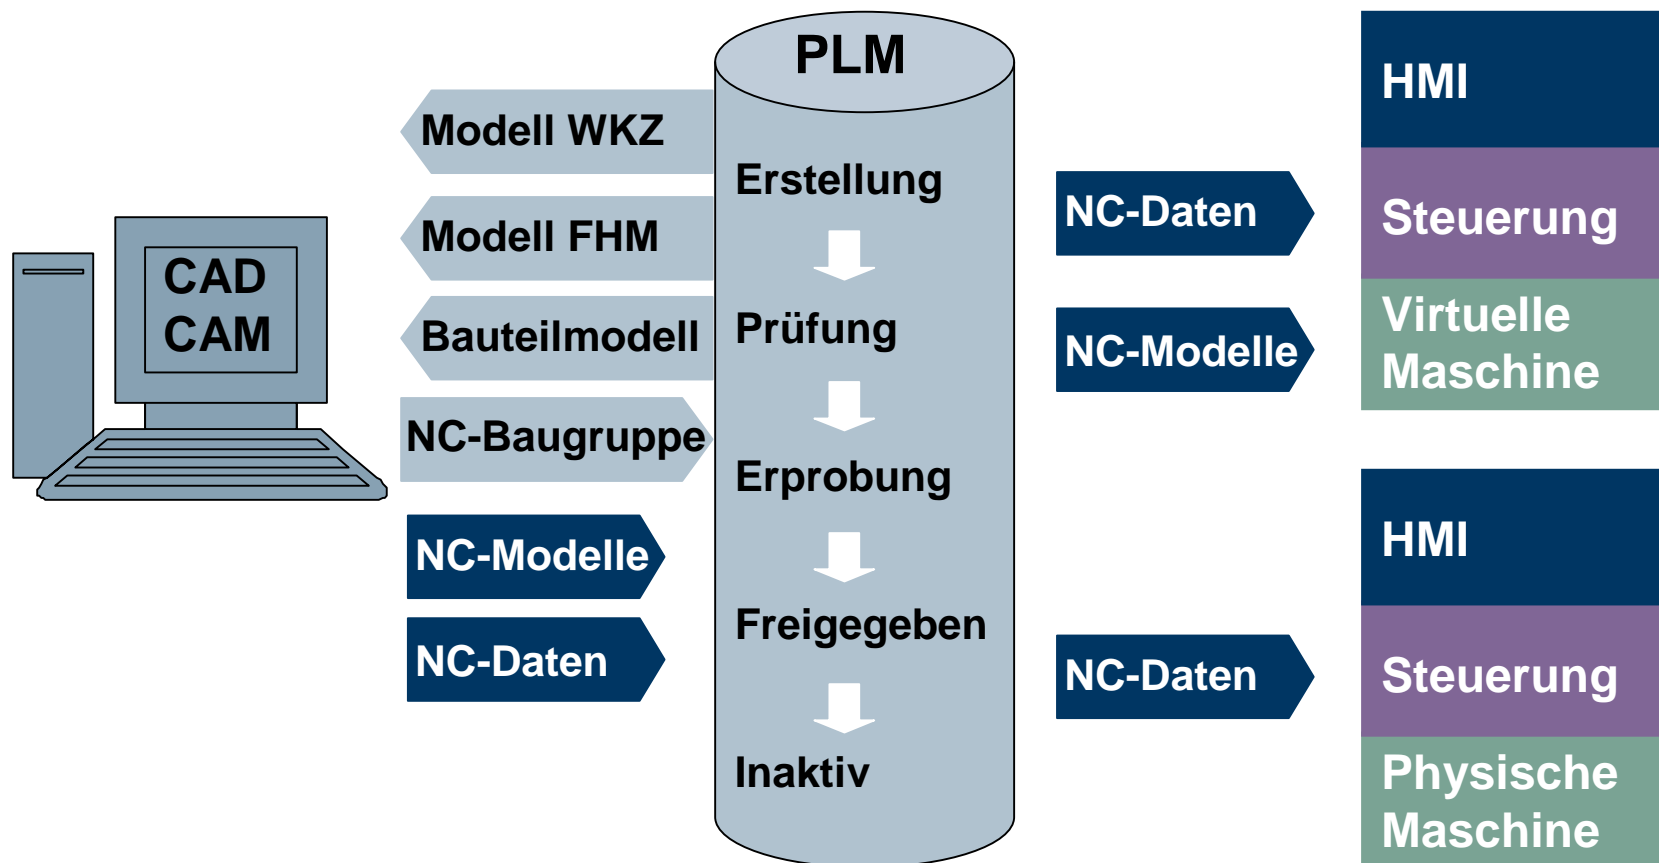 CAD
CAM
Modell WKZ
Modell FHM
Bauteilmodell
NC-Baugruppe
NC-Modelle
NC-Daten
PLM
Erstellung
Prüfung
Erprobung
Freigegeben
Inaktiv
NC-Daten
NC-Modelle
NC-Daten
HMI
Steuerung
Virtuelle
Maschine
HMI
Steuerung
Physische
Maschine